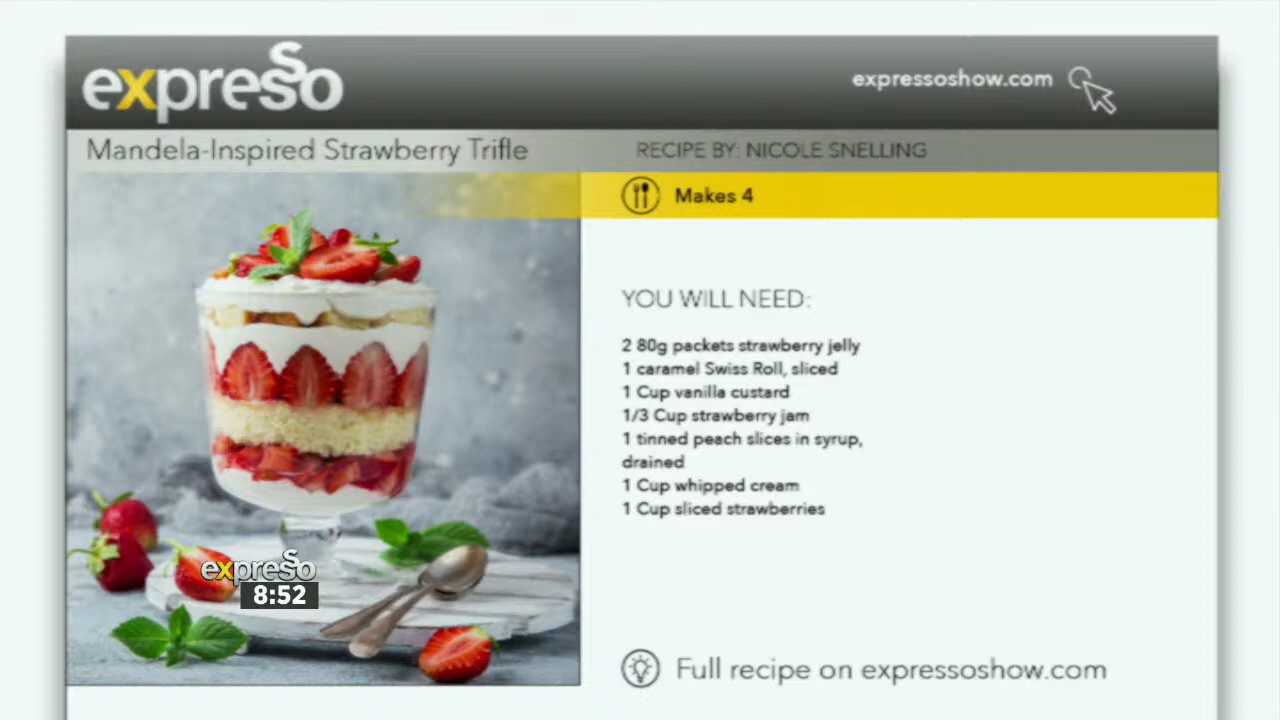 expresso
expressoshow.com
Mandela-Inspired Strawberry Trifle
RECIPE BY: NICOLE SNELLING
Makes 4
YOU WILL NEED:
2 80g packets strawberry jelly
1 caramel Swiss Roll, sliced
1 Cup vanilla custard
1/3 Cup strawberry jam
1 tinned peach slices in syrup,
drained
1 Cup whipped cream
1 Cup sliced strawberries
expresso
8:52
Full recipe on expressoshow.com